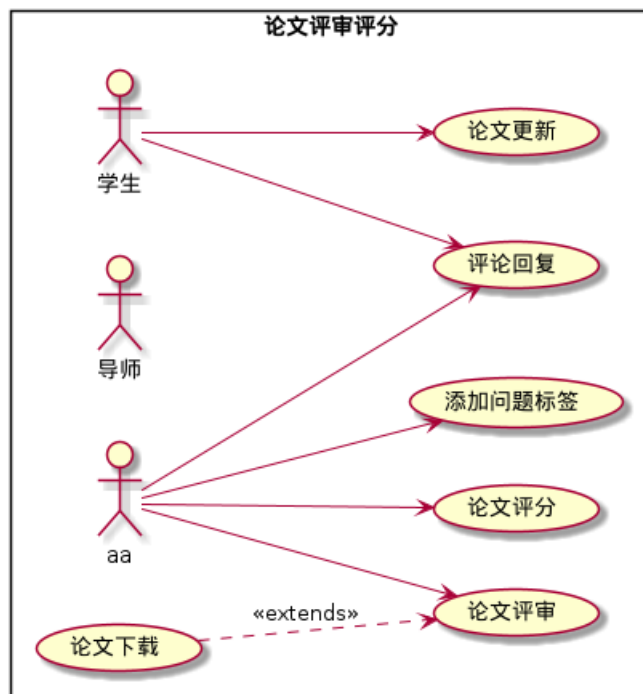 论文评审评分
学生
论文更新
评论回复
导师
添加问题标签
aa
论文评分
«extends»
论文评审
论文下载